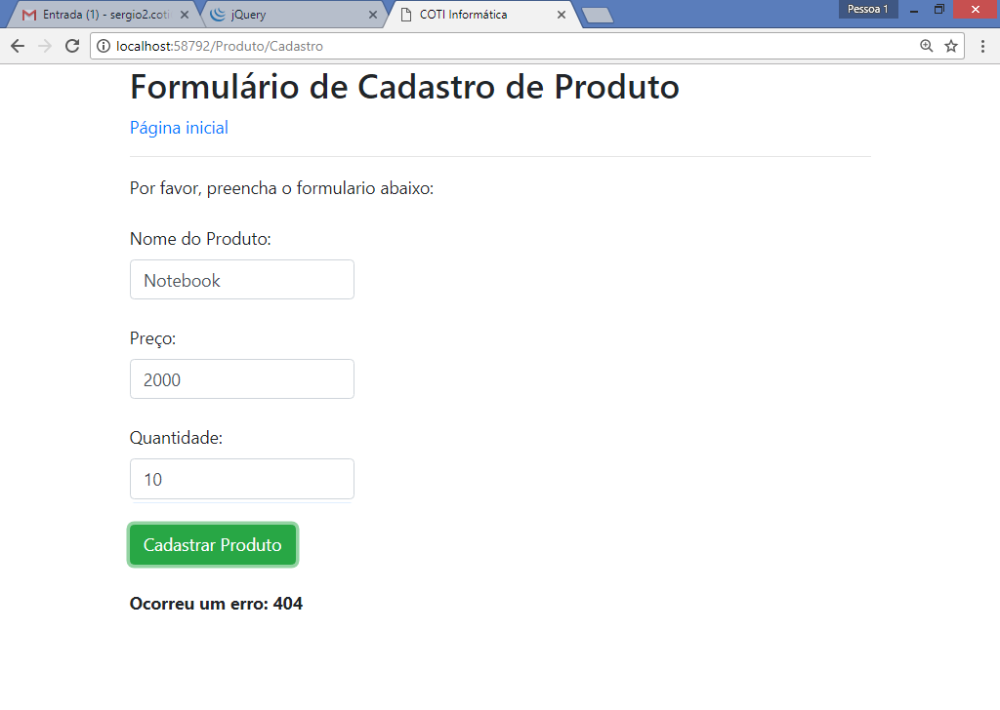 Entrada (1) - sergio2.coti
jQuery
COTI Informática
Pessoa 1
localhost:58792/Produto/Cadastro
Formulário de Cadastro de Produto
Página inicial
Por favor, preencha o formulario abaixo:
Nome do Produto:
Notebook
Preço:
2000
Quantidade:
10
Cadastrar Produto
Ocorreu um erro: 404